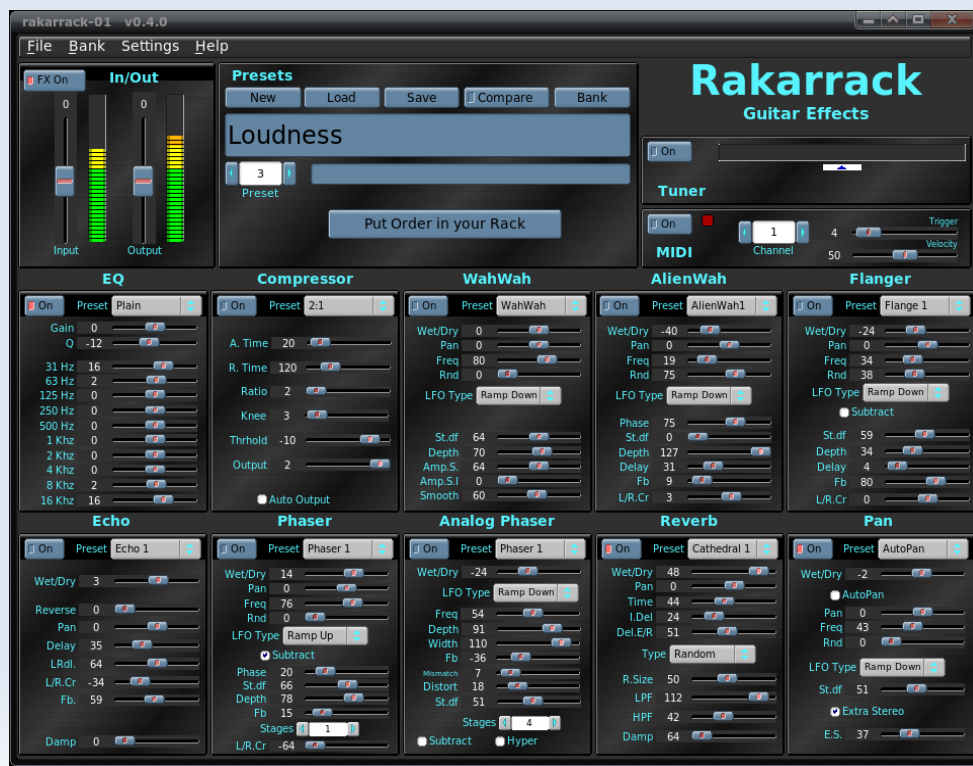 rakarrack-01 v0.4.0
File Bank Settings Help
FX On In/Out
0 0
Input Output
Presets
New Load Save Compare Bank
Loudness
3
Preset
Put Order in your Rack
Rakarrack
Guitar Effects
On
Tuner
On
MIDI
1
Channel
4 Trigger
50 Velocity
EQ
On Preset Plain
Gain 0
Q -12
31 Hz 16
63 Hz 2
125 Hz 0
250 Hz 0
500 Hz 0
1 Khz 0
2 Khz 0
4 Khz 0
8 Khz 2
16 Khz 16
Compressor
On Preset 2:1
A. Time 20
R. Time 120
Ratio 2
Knee 3
Thrhold -10
Output 2
Auto Output
WahWah
On Preset WahWah
Wet/Dry 0
Pan 0
Freq 80
Rnd 0
LFO Type Ramp Down
St.df 64
Depth 70
Amp.S. 64
Amp.S.I 0
Smooth 60
AlienWah
On Preset AlienWah1
Wet/Dry -40
Pan 0
Freq 19
Rnd 75
LFO Type Ramp Down
Phase 75
St.df 0
Depth 127
Delay 31
Fb 9
L/R.Cr 3
Flanger
On Preset Flange 1
Wet/Dry -24
Pan 0
Freq 34
Rnd 38
LFO Type Ramp Down
Subtract
St.df 59
Depth 34
Delay 4
Fb 80
L/R.Cr 0
Echo
On Preset Echo 1
Wet/Dry 3
Reverse 0
Pan 0
Delay 35
LRdl. 64
L/R.Cr -34
Fb. 59
Damp 0
Phaser
On Preset Phaser 1
Wet/Dry 14
Pan 0
Freq 76
Rnd 0
LFO Type Ramp Up
Subtract
Phase 20
St.df 66
Depth 78
Fb 15
Stages 1
L/R.Cr -64
Analog Phaser
On Preset Phaser 1
Wet/Dry -24
LFO Type Ramp Down
Freq 54
Depth 91
Width 110
Fb -36
Mismatch 7
Distort 18
St.df 51
Stages 4
Subtract Hyper
Reverb
On Preset Cathedral 1
Wet/Dry 48
Pan 0
Time 44
I.Del 24
Del.E/R 51
Type Random
R.Size 50
LPF 112
HPF 42
Damp 64
Pan
On Preset AutoPan
Wet/Dry -2
AutoPan
Pan 0
Freq 43
Rnd 0
LFO Type Ramp Down
St.df 51
Extra Stereo
E.S. 37